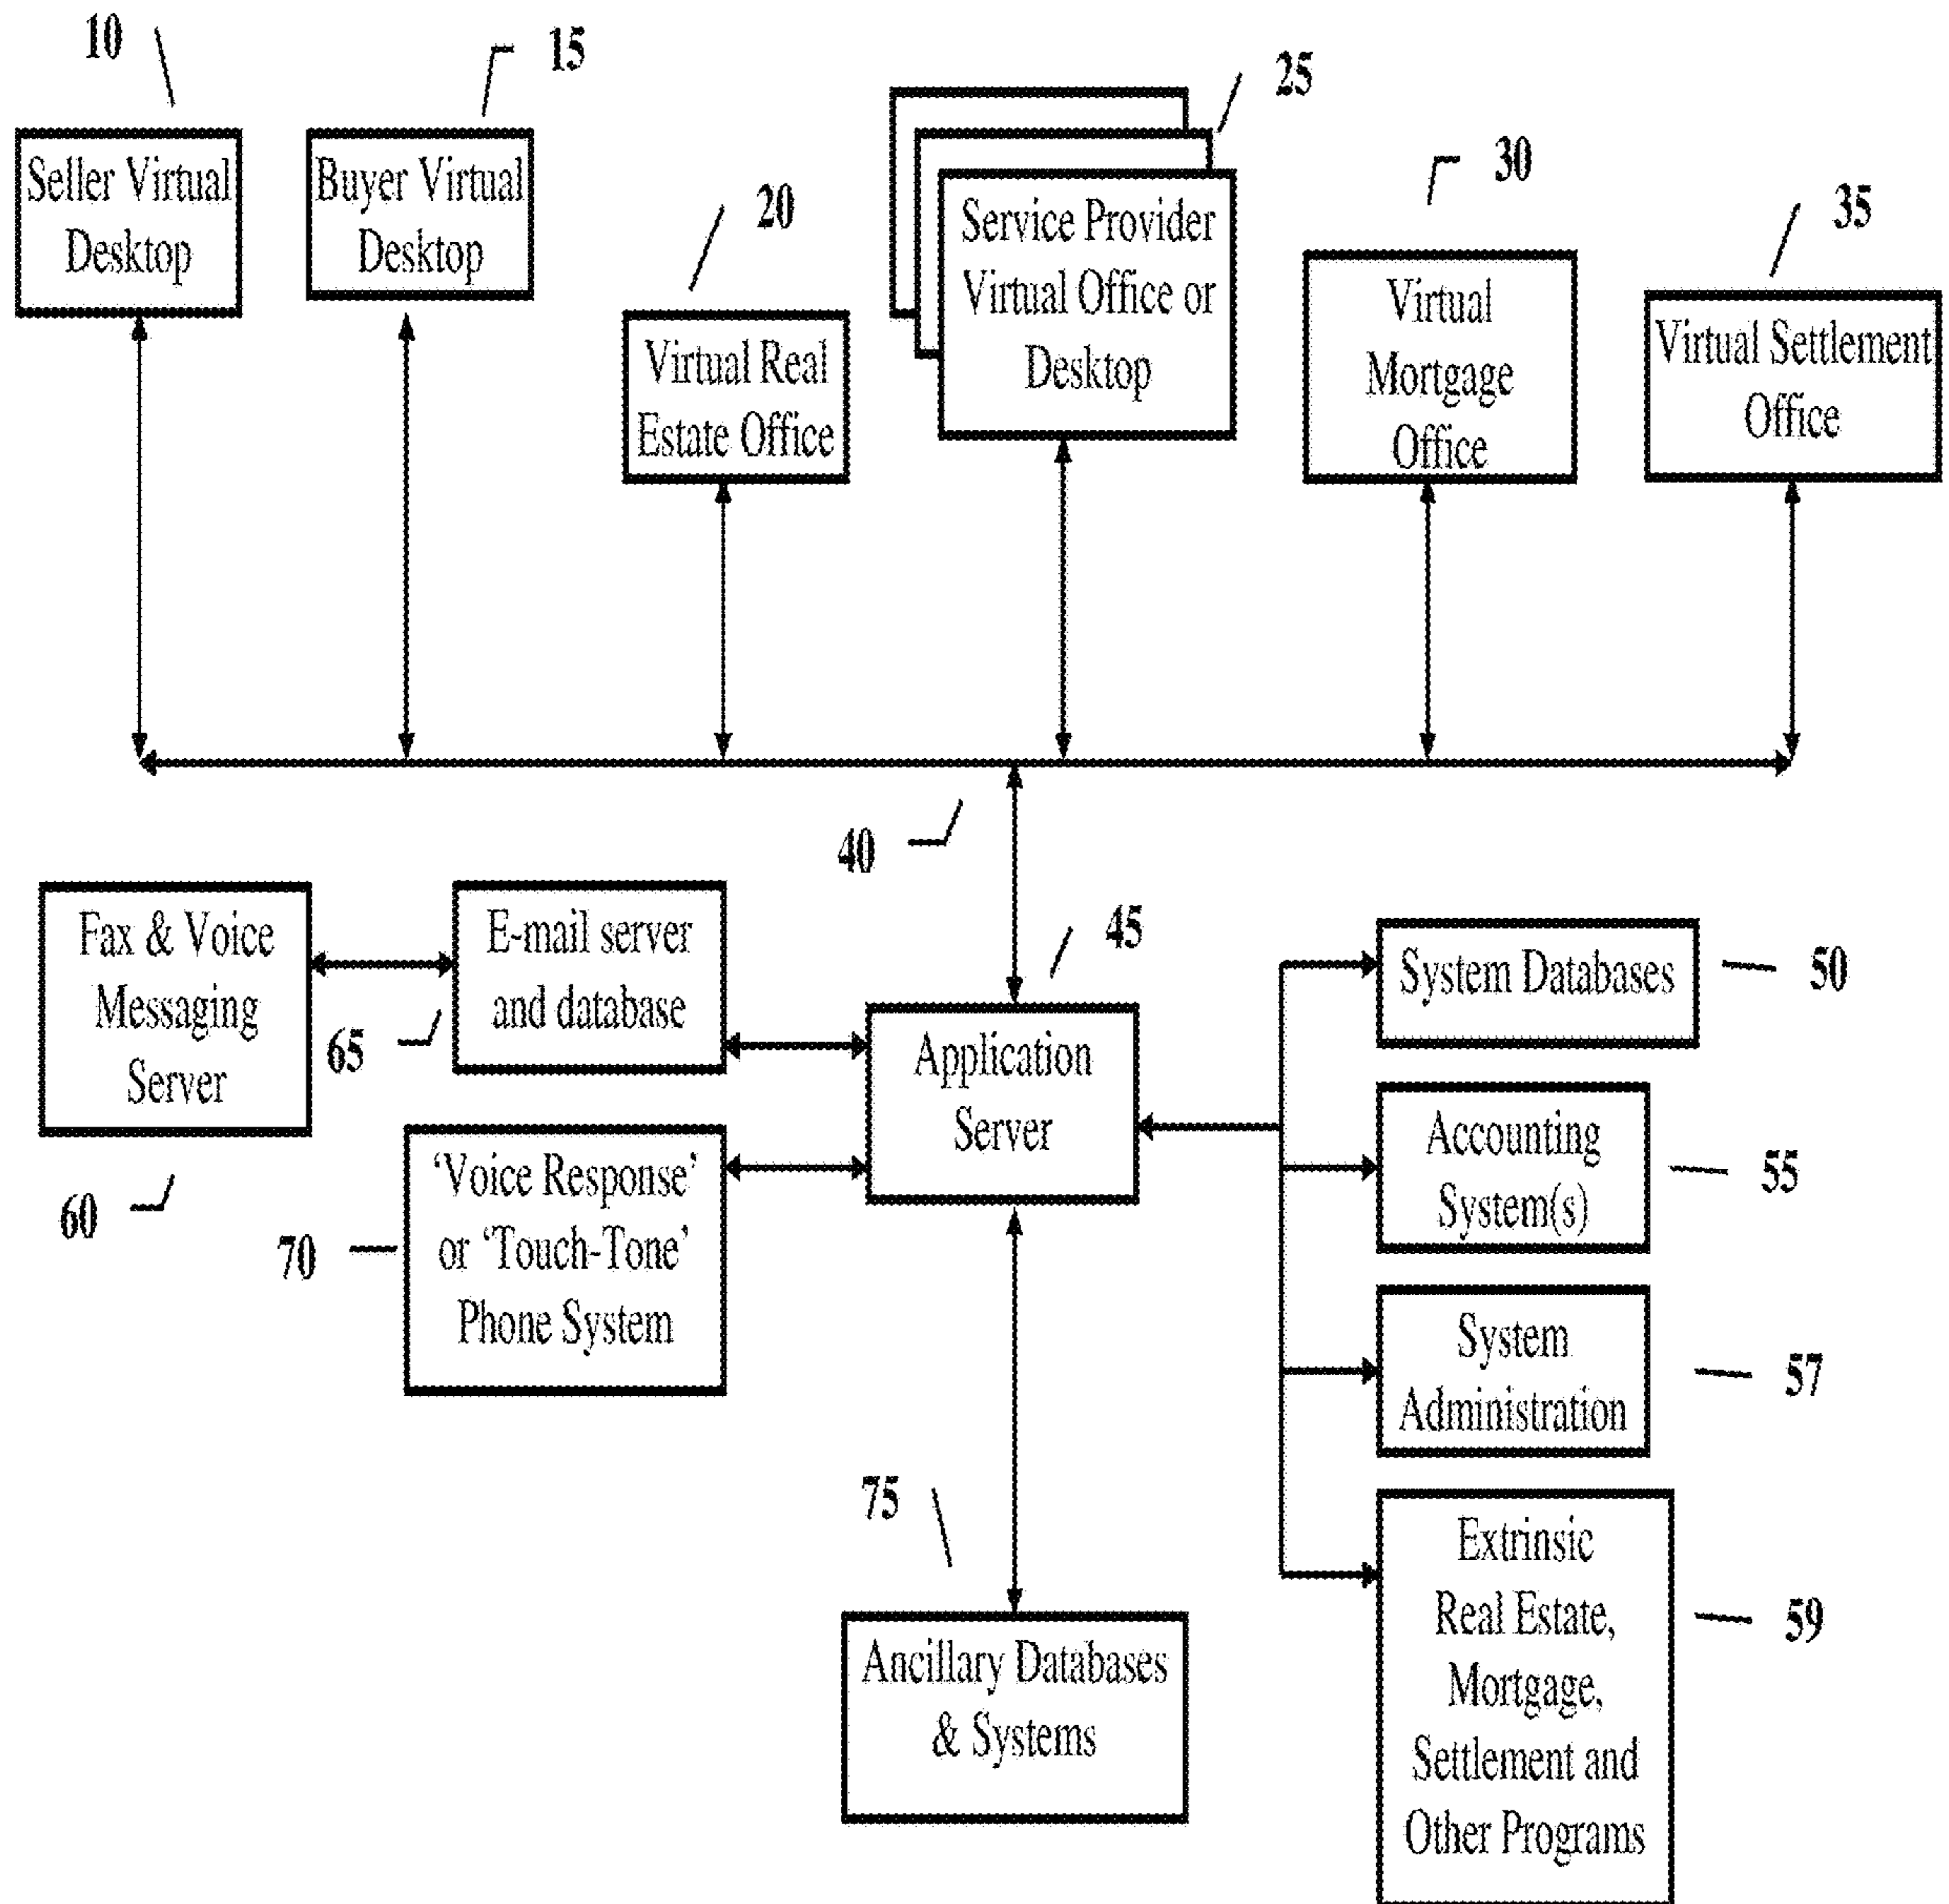 10
15
25
Seller Virtual
Desktop
Buyer Virtual
Desktop
20
Virtual Real
Estate Office
Service Provider
Virtual Office or
Desktop
30
Virtual
Mortgage
Office
35
Virtual Settlement
Office
40
Fax & Voice
Messaging
Server
60
E-mail server
and database
65
45
Application
Server
'Voice Response'
or 'Touch-Tone'
Phone System
70
System Databases
50
Accounting
System(s)
55
System
Administration
57
75
Ancillary Databases
& Systems
Extrinsic
Real Estate,
Mortgage,
Settlement and
Other Programs
59